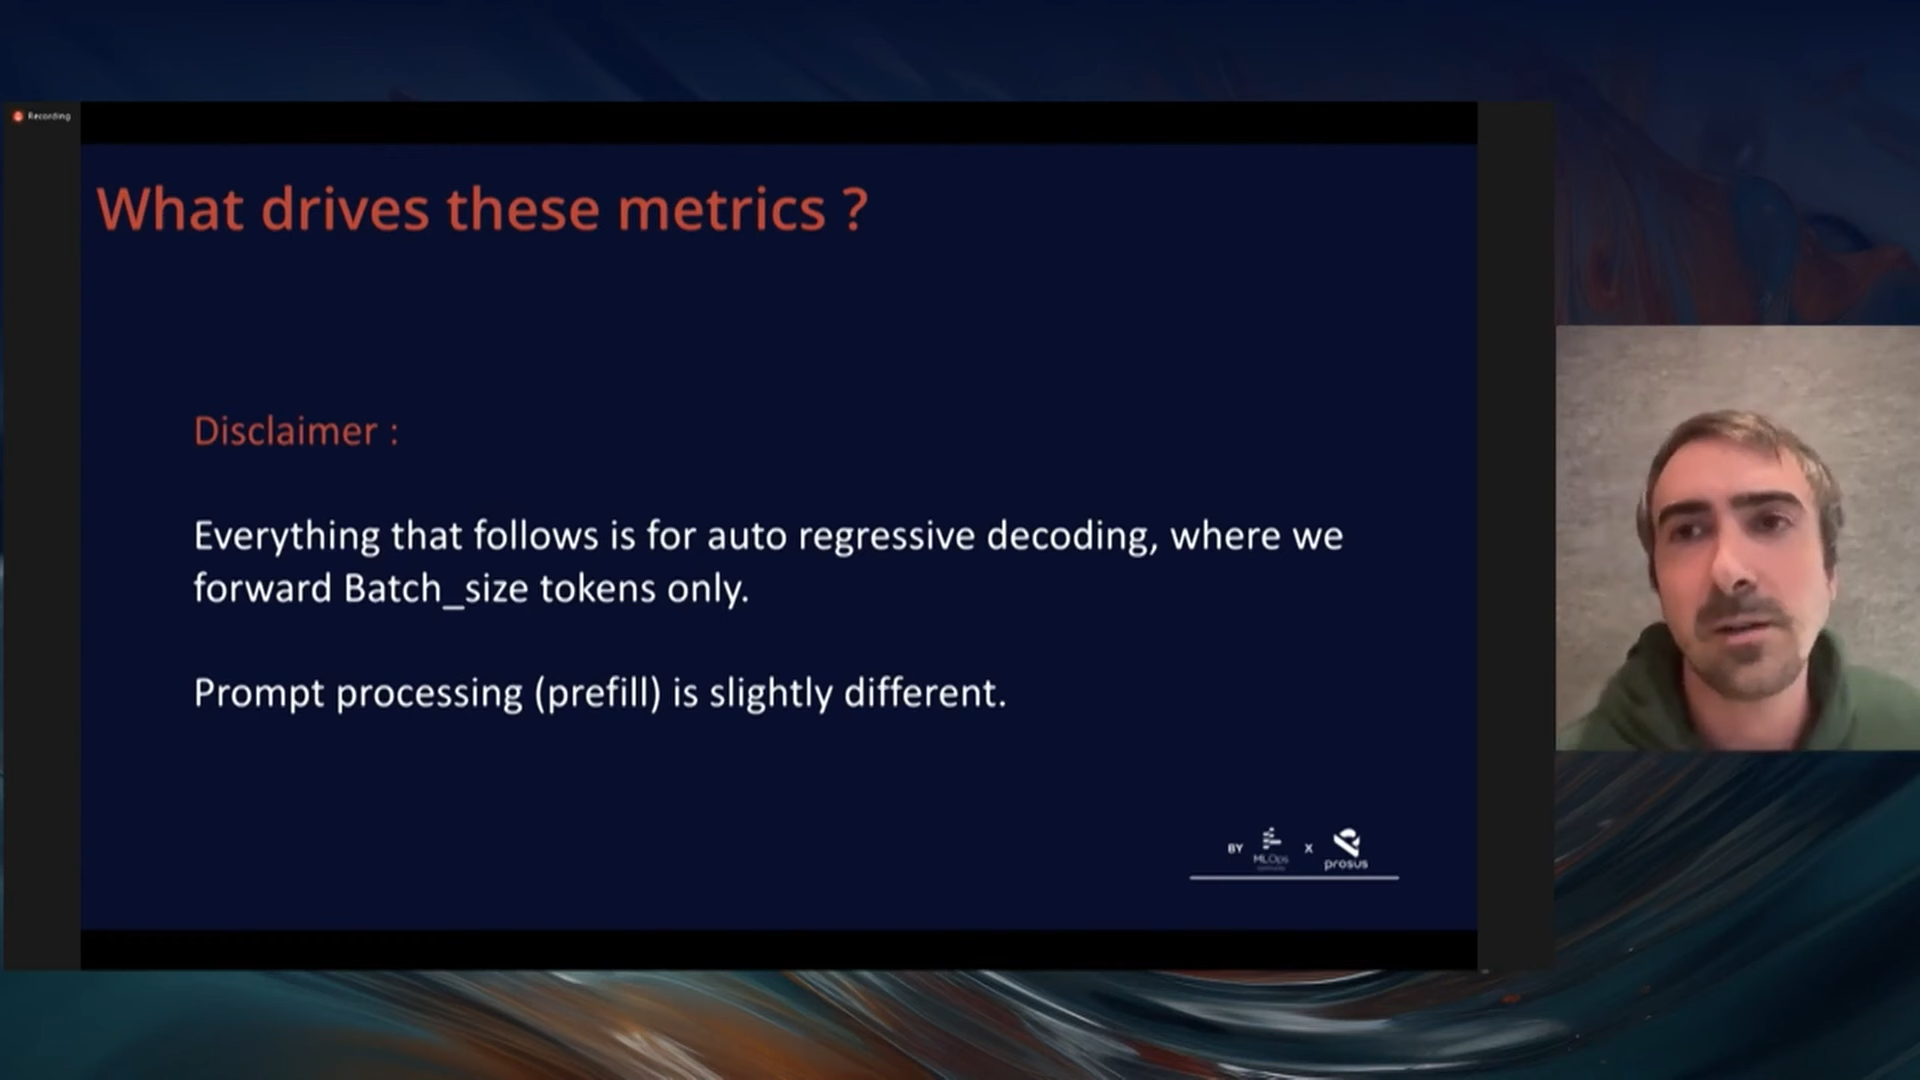 Recording
What drives these metrics ?
Disclaimer :
Everything that follows is for auto regressive decoding, where we
forward Batch_size tokens only.
Prompt processing (prefill) is slightly different.
BY MLOps X prosus